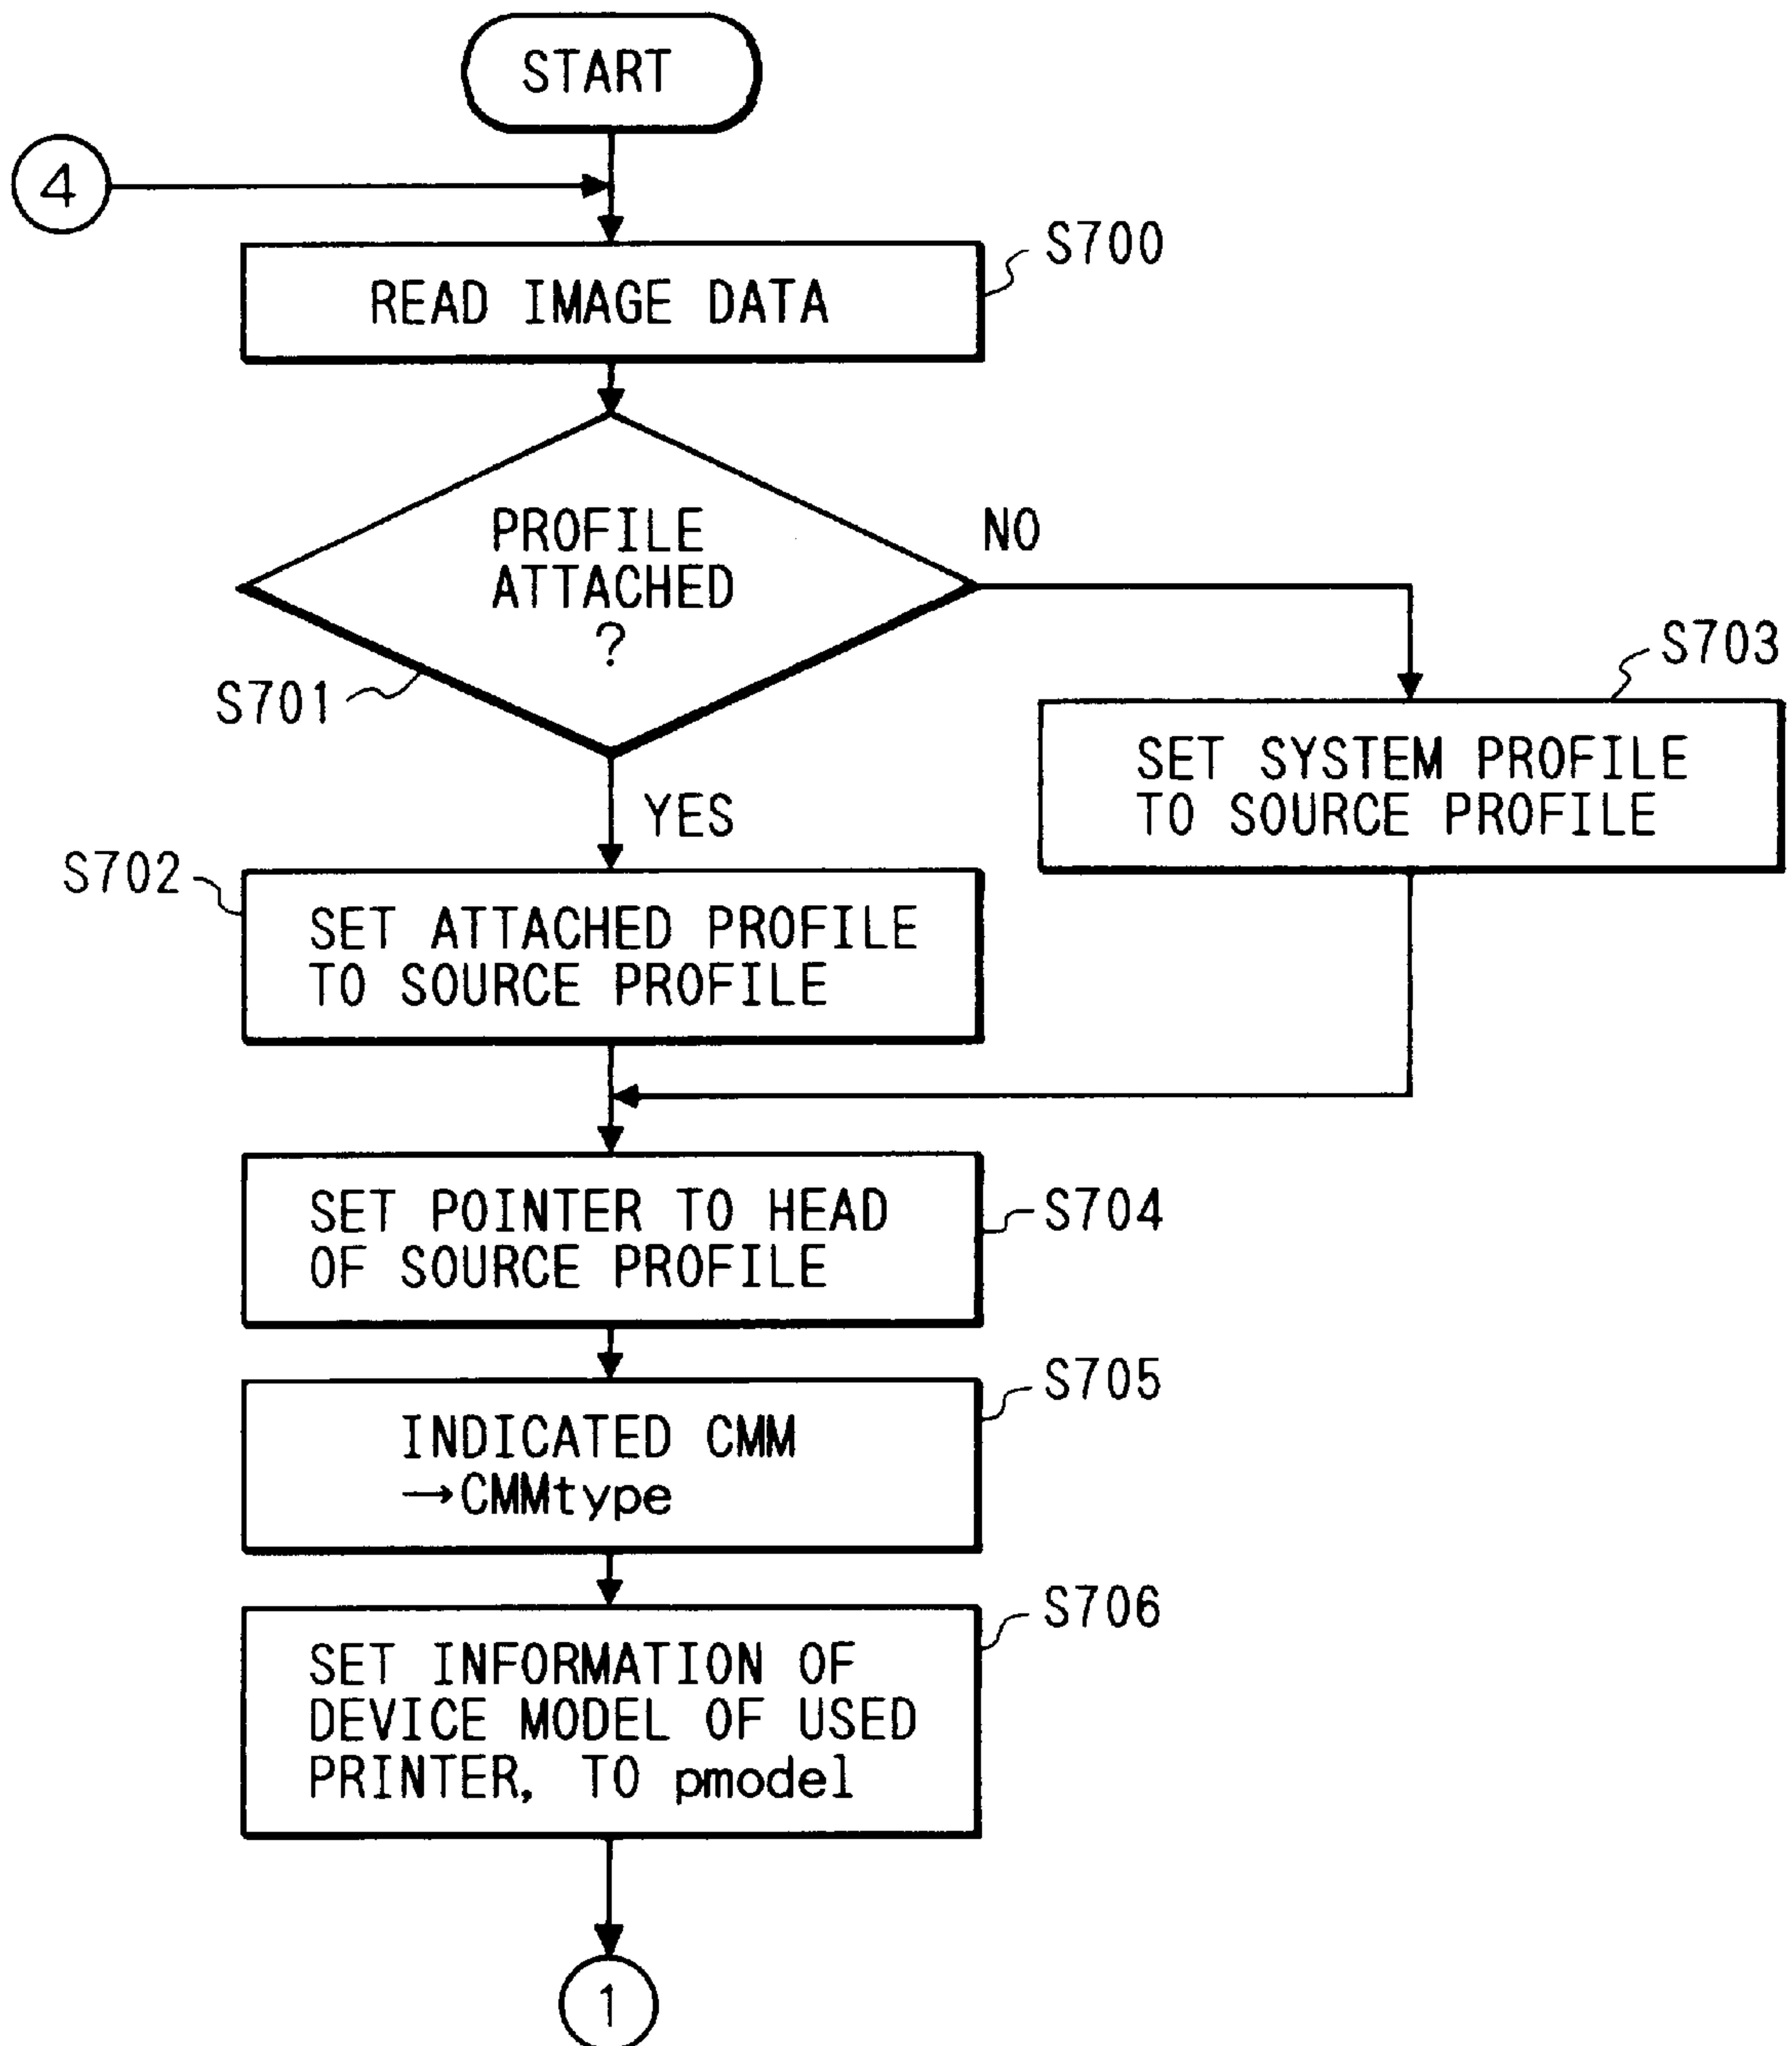 START
4
S700
READ IMAGE DATA
PROFILE
ATTACHED
?
NO
S701
S703
SET SYSTEM PROFILE
TO SOURCE PROFILE
YES
S702
SET ATTACHED PROFILE
TO SOURCE PROFILE
SET POINTER TO HEAD
OF SOURCE PROFILE
S704
S705
INDICATED CMM
→CMMtype
S706
SET INFORMATION OF
DEVICE MODEL OF USED
PRINTER, TO pmodel
1